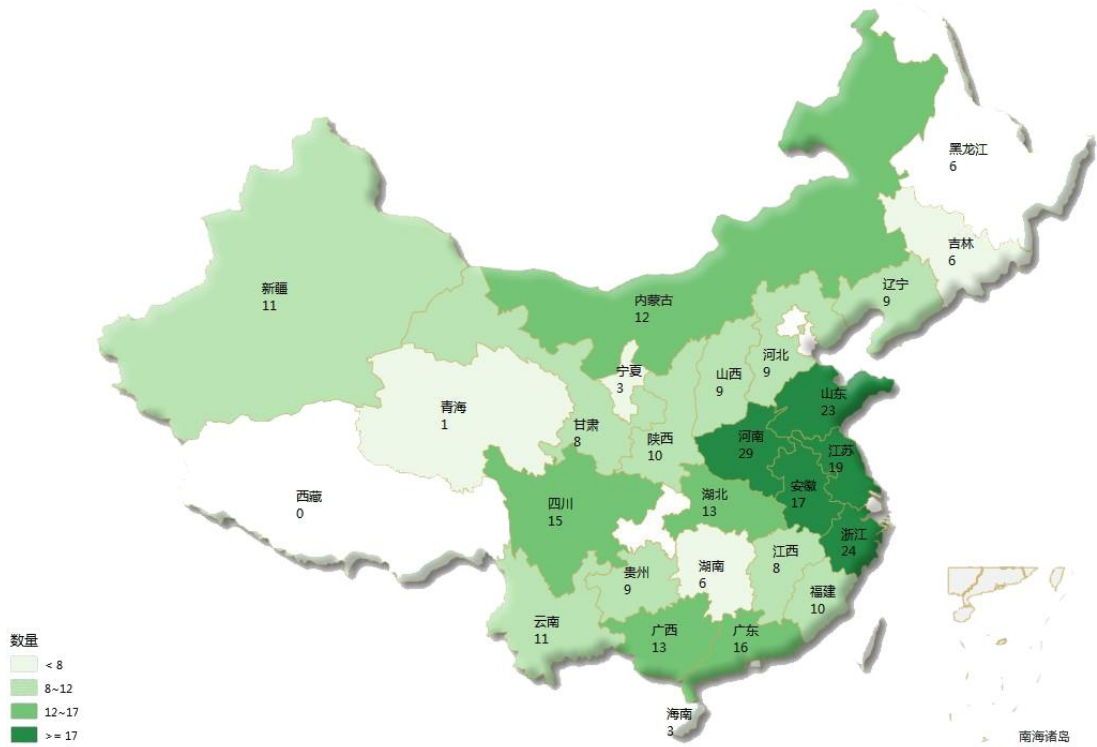 黑龙江
6
吉林
6
辽宁
9
新疆
11
内蒙古
12
河北
9
宁夏
3
山西
9
山东
23
青海
1
甘肃
8
陕西
10
河南
29
江苏
19
西藏
0
四川
15
湖北
13
安徽
17
浙江
24
贵州
9
湖南
6
江西
8
福建
10
云南
11
广西
13
广东
16
海南
3
数量
< 8
8~12
12~17
>= 17
南海诸岛